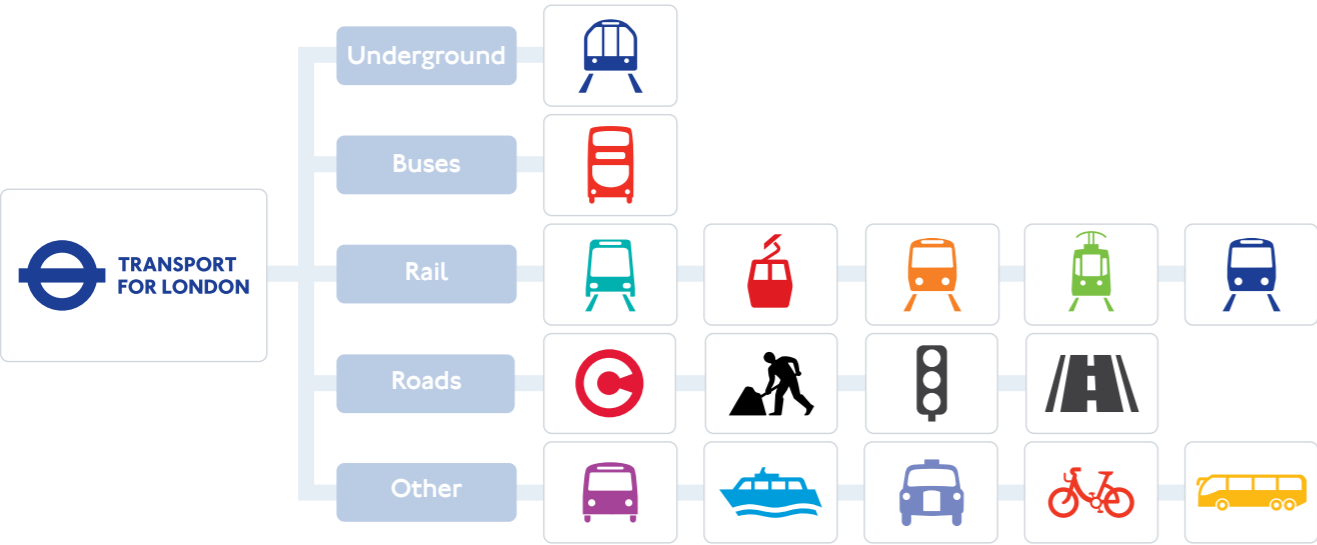 Underground
Buses
TRANSPORT
FOR LONDON
Rail
Roads
Other